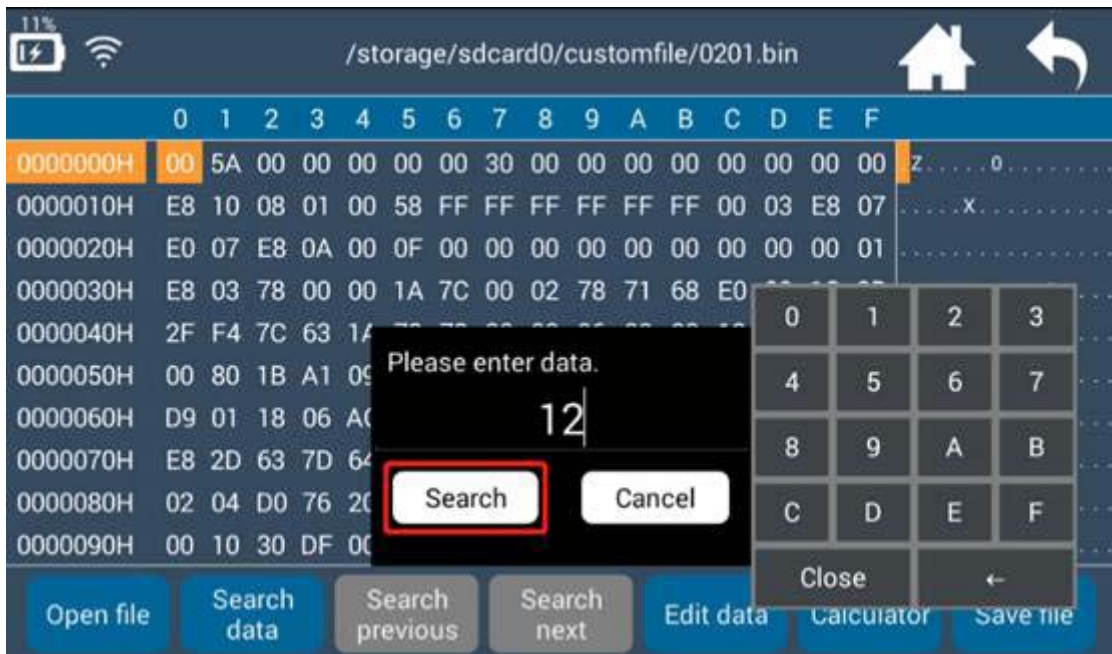 11%
/storage/sdcard0/customfile/0201.bin
0 1 2 3 4 5 6 7 8 9 A B C D E F
0000000H 00 5A 00 00 00 00 00 30 00 00 00 00 00 00 00 00 Z.....0........
0000010H E8 10 08 01 00 58 FF FF FF FF FF FF 00 03 E8 07 .....X..........
0000020H E0 07 E8 0A 00 0F 00 00 00 00 00 00 00 00 00 01 ................
0000030H E8 03 78 00 00 1A 7C 00 02 78 71 68 E0
0000040H 2F F4 7C 63 1A
0000050H 00 80 1B A1 09
0000060H D9 01 18 06 A0
0000070H E8 2D 63 7D 64
0000080H 02 04 D0 76 20
0000090H 00 10 30 DF 00
Please enter data.
12
Search Cancel
0 1 2 3
4 5 6 7
8 9 A B
C D E F
Close ←
Open file
Search data
Search previous
Search next
Edit data
Calculator
Save file